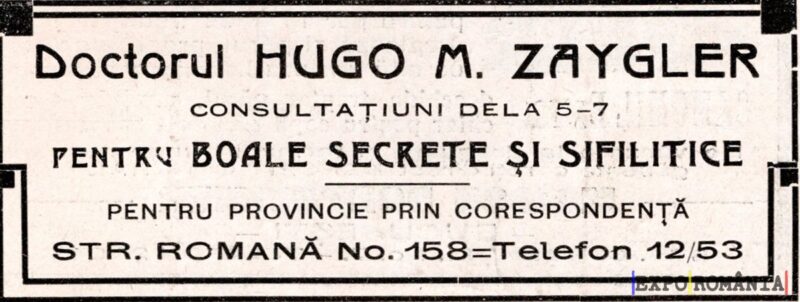 Doctorul HUGO M. ZAYGLER
CONSULTAȚIUNI DELA 5-7
PENTRU BOALE SECRETE ȘI SIFILITICE
PENTRU PROVINCIE PRIN CORESPONDENȚĂ
STR. ROMANĂ No. 158=Telefon 12/53
EXPO ROMÂNIA